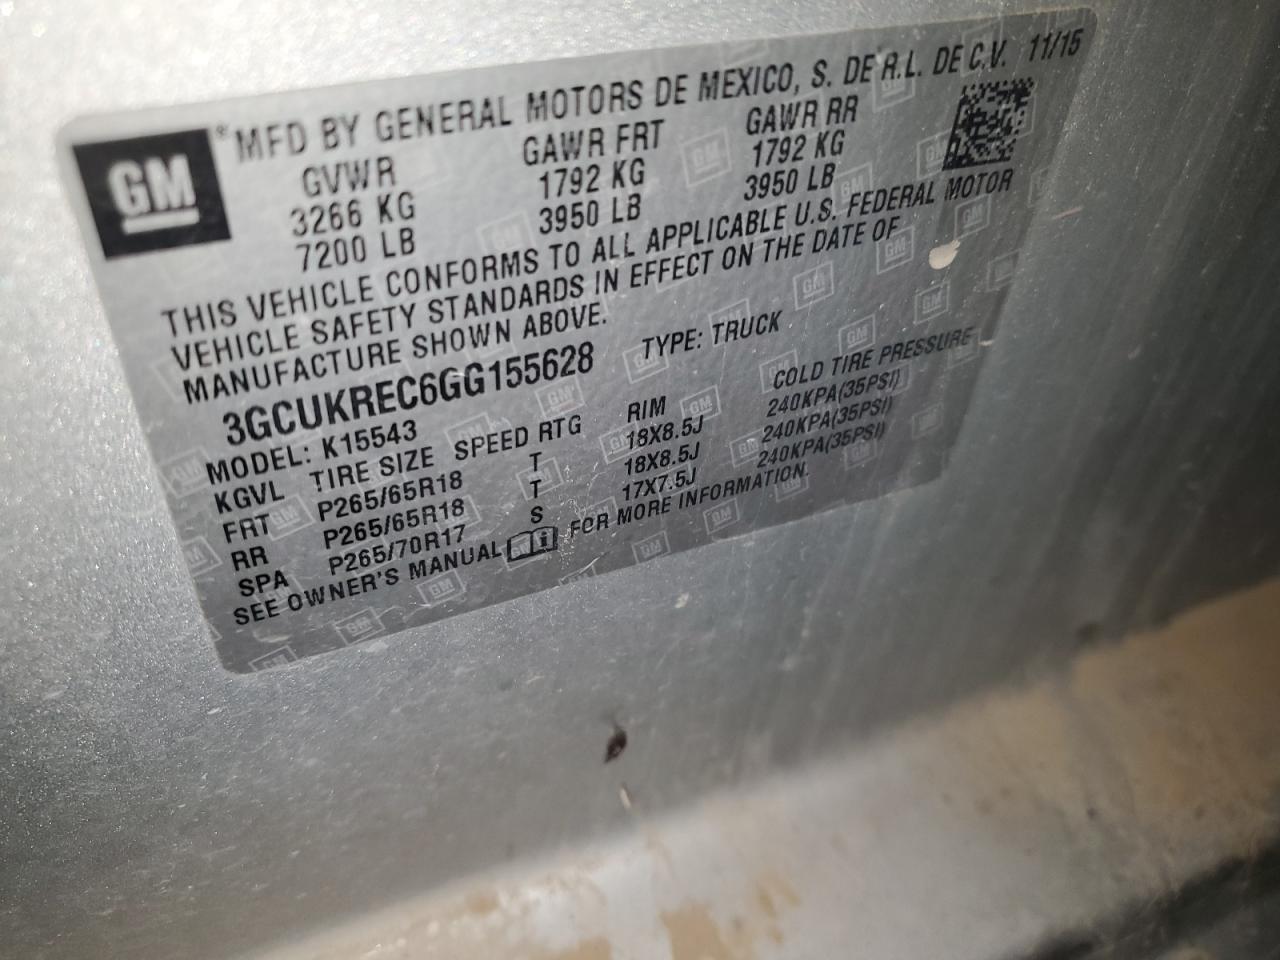 GM ® MFD BY GENERAL MOTORS DE MEXICO, S. DE R.L. DE C.V. 11/15
GVWR GAWR FRT GAWR RR
3266 KG 1792 KG 1792 KG
7200 LB 3950 LB 3950 LB
THIS VEHICLE CONFORMS TO ALL APPLICABLE U.S. FEDERAL MOTOR
VEHICLE SAFETY STANDARDS IN EFFECT ON THE DATE OF
MANUFACTURE SHOWN ABOVE.
3GCUKREC6GG155628 TYPE: TRUCK
MODEL: K15543
KGVL TIRE SIZE SPEED RTG RIM COLD TIRE PRESSURE
FRT P265/65R18 T 18X8.5J 240KPA(35PSI)
RR P265/65R18 T 18X8.5J 240KPA(35PSI)
SPA P265/70R17 S 17X7.5J 240KPA(35PSI)
SEE OWNER'S MANUAL i FOR MORE INFORMATION.